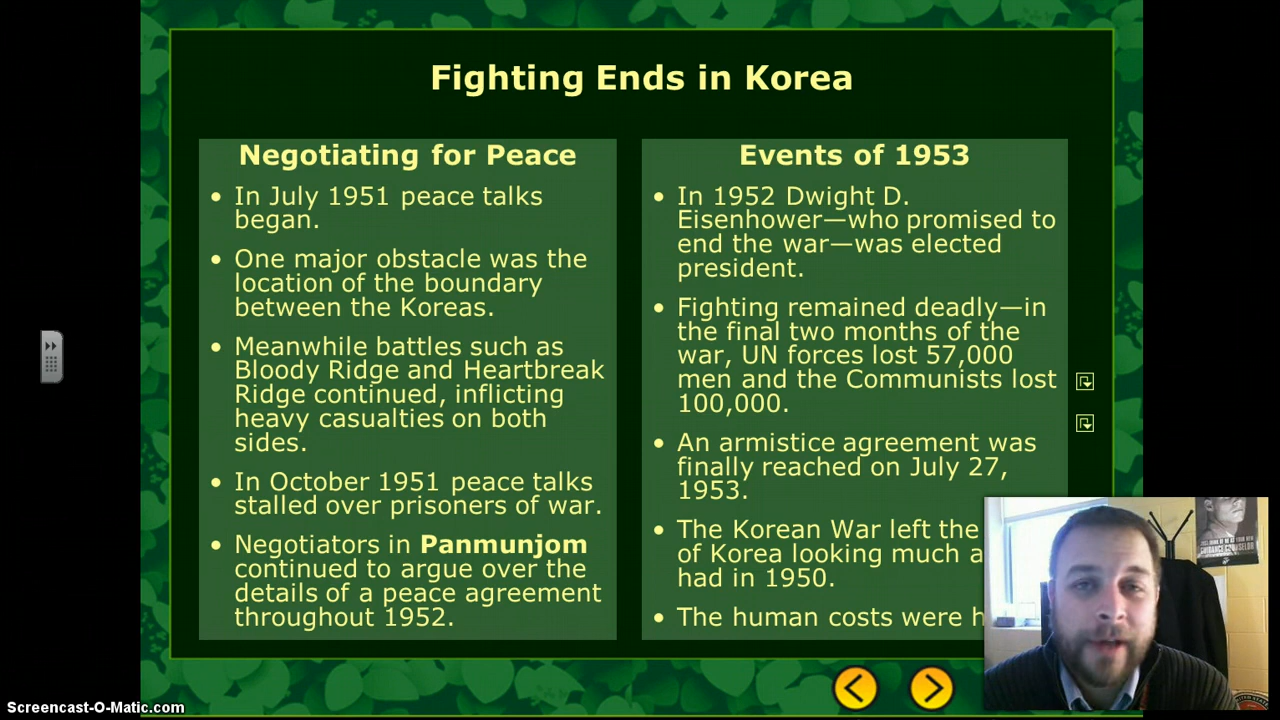 Fighting Ends in Korea
Negotiating for Peace
• In July 1951 peace talks
began.
• One major obstacle was the
location of the boundary
between the Koreas.
• Meanwhile battles such as
Bloody Ridge and Heartbreak
Ridge continued, inflicting
heavy casualties on both
sides.
• In October 1951 peace talks
stalled over prisoners of war.
• Negotiators in Panmunjom
continued to argue over the
details of a peace agreement
throughout 1952.
Events of 1953
• In 1952 Dwight D.
Eisenhower—who promised to
end the war—was elected
president.
• Fighting remained deadly—in
the final two months of the
war, UN forces lost 57,000
men and the Communists lost
100,000.
• An armistice agreement was
finally reached on July 27,
1953.
• The Korean War left the
of Korea looking much
had in 1950.
• The human costs were
GUIDANCE COUNSELOR
Screencast-O-Matic.com